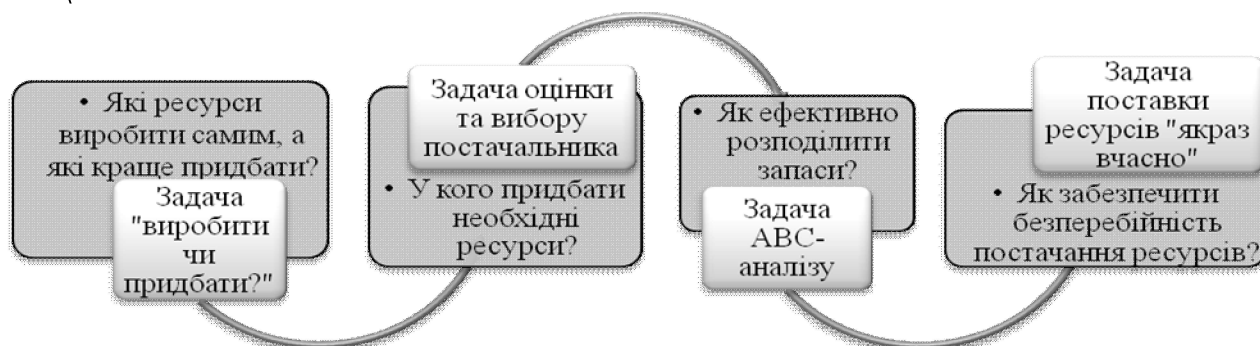 • Які ресурси
виробити самим, а
які краще придбати?
Задача
"виробити
чи
придбати?"
Задача оцінки
та вибору
постачальника
• У кого придбати
необхідні
ресурси?
• Як ефективно
розподілити
запаси?
Задача
АВС-
аналізу
Задача
поставки
ресурсів "якраз
вчасно"
• Як забезпечити
безперебійність
постачання ресурсів?